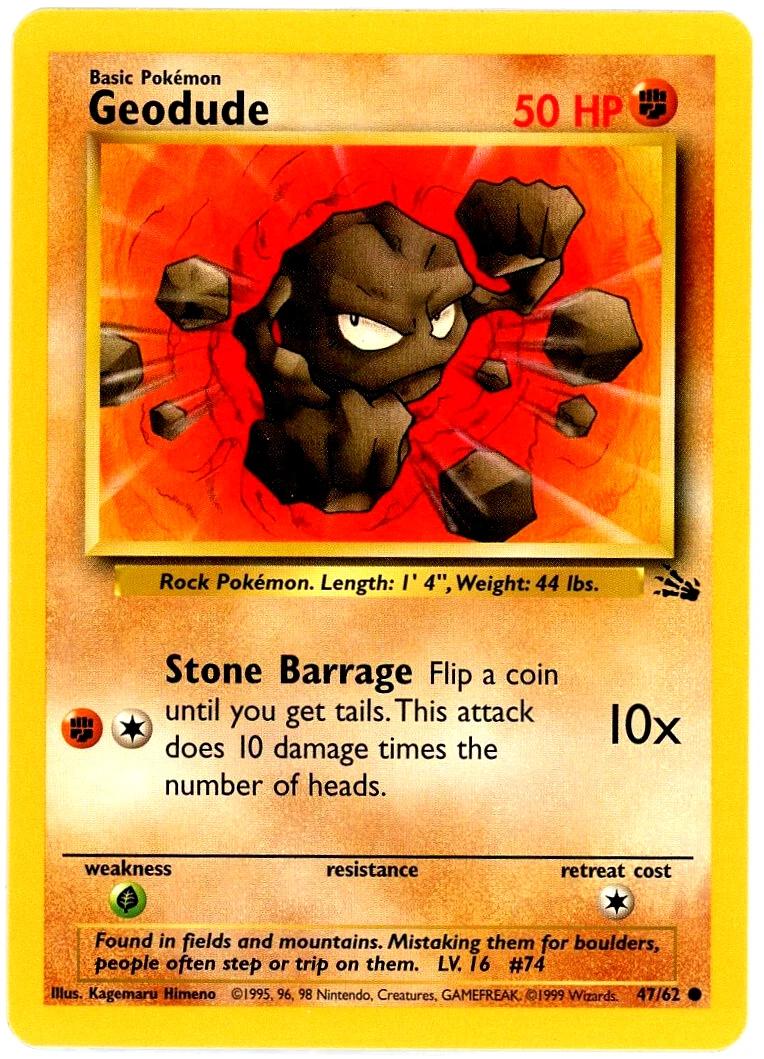 Basic Pokémon
Geodude
50 HP
Rock Pokémon. Length: 1' 4", Weight: 44 lbs.
Stone Barrage Flip a coin
until you get tails. This attack
does 10 damage times the
number of heads.
10x
weakness resistance retreat cost
Found in fields and mountains. Mistaking them for boulders,
people often step or trip on them. LV. 16 #74
Illus. Kagemaru Himeno ©1995, 96, 98 Nintendo, Creatures, GAMEFREAK. ©1999 Wizards. 47/62